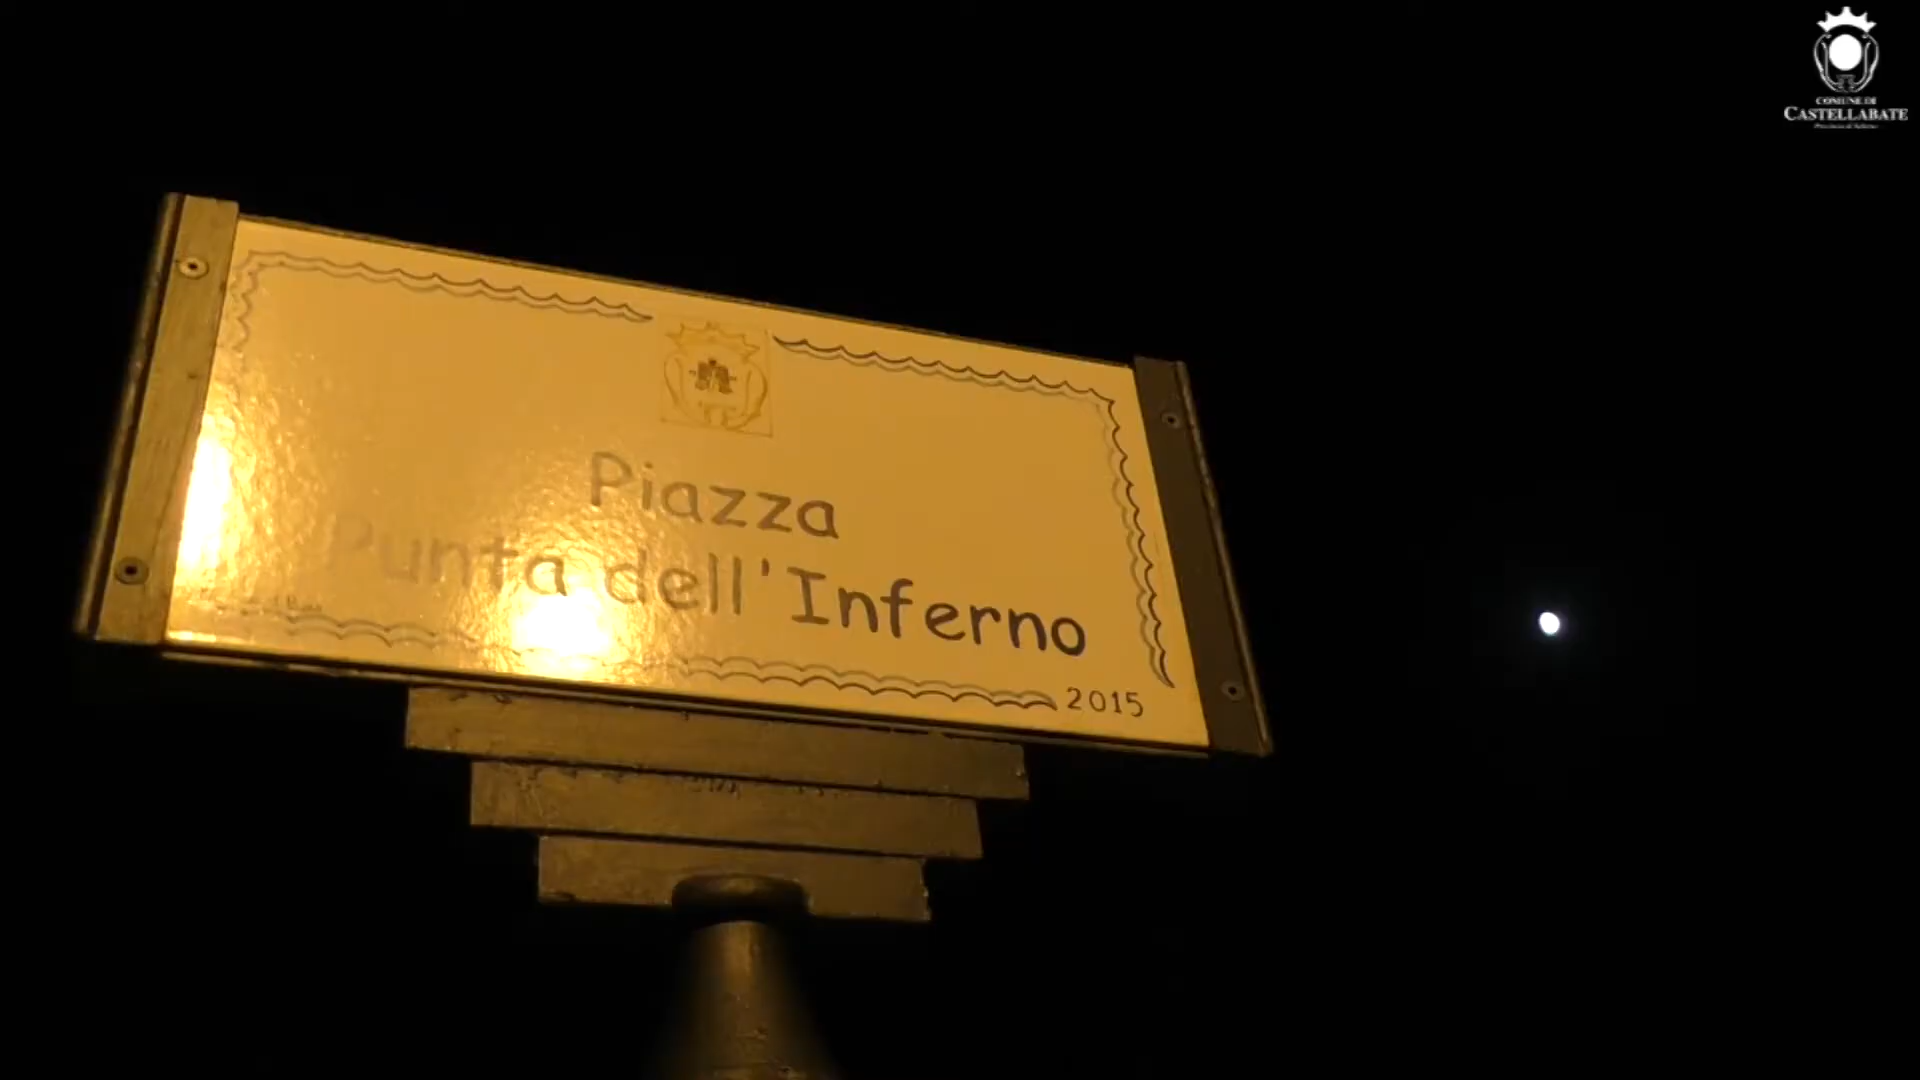 COMUNE DI
CASTELLABATE
Provincia di Salerno
Piazza
Punta dell'Inferno
2015